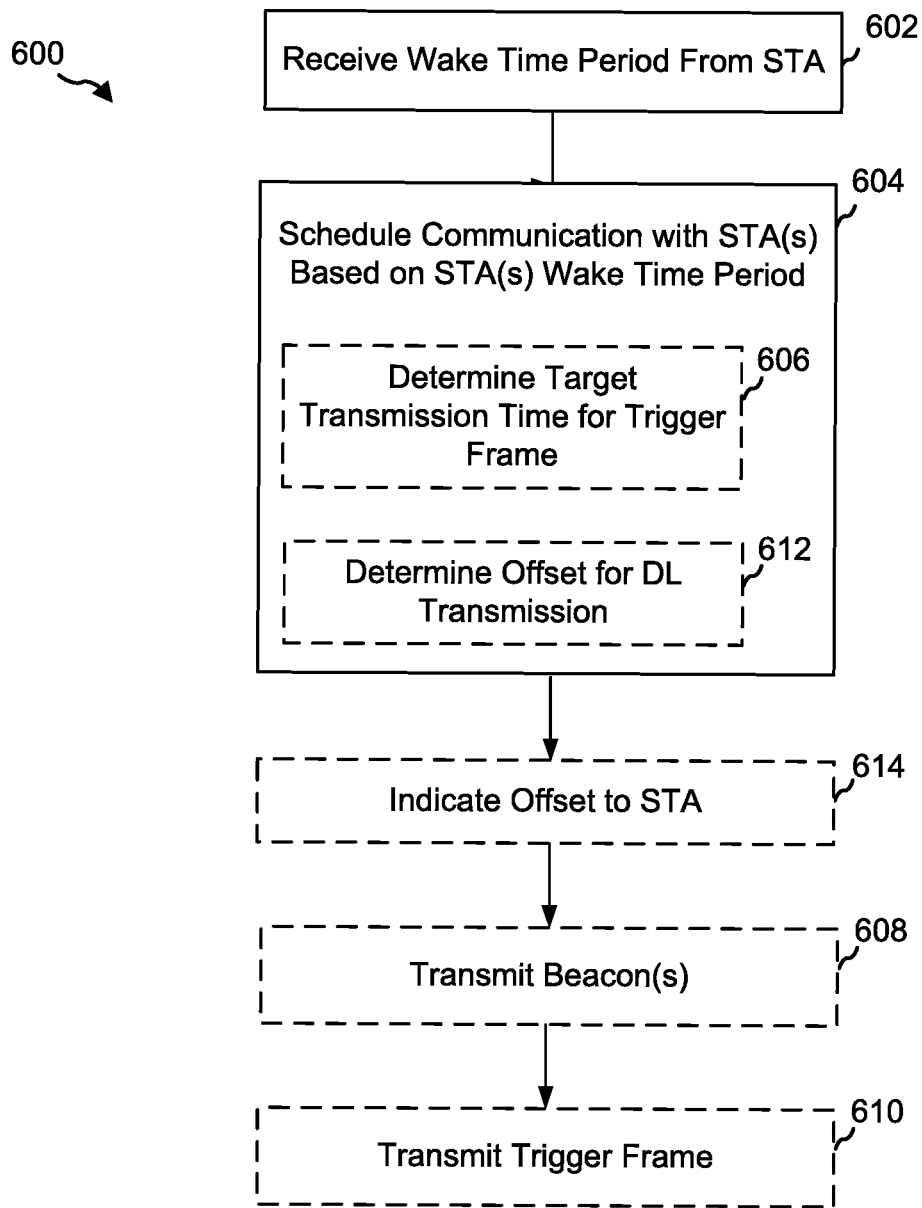 600
602
Receive Wake Time Period From STA
604
Schedule Communication with STA(s)
Based on STA(s) Wake Time Period
606
Determine Target
Transmission Time for Trigger
Frame
612
Determine Offset for DL
Transmission
614
Indicate Offset to STA
608
Transmit Beacon(s)
610
Transmit Trigger Frame